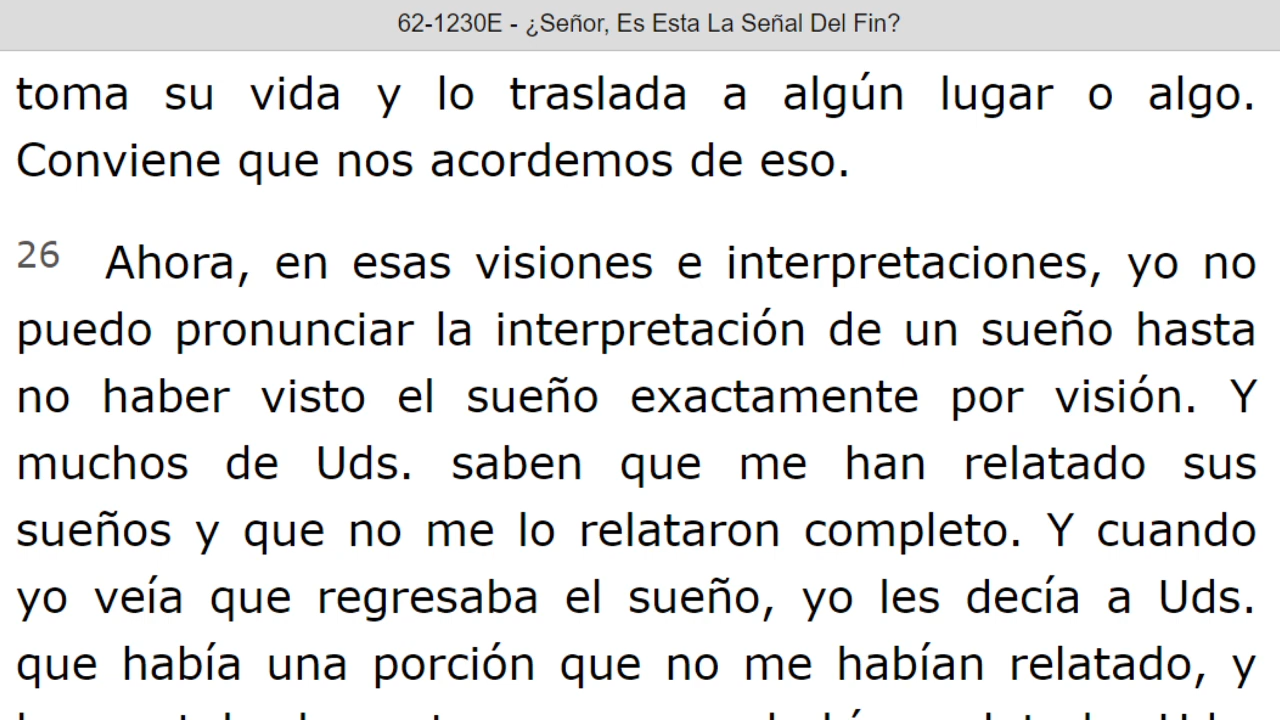 62-1230E - ¿Señor, Es Esta La Señal Del Fin?
toma su vida y lo traslada a algún lugar o algo.
Conviene que nos acordemos de eso.
26 Ahora, en esas visiones e interpretaciones, yo no
puedo pronunciar la interpretación de un sueño hasta
no haber visto el sueño exactamente por visión. Y
muchos de Uds. saben que me han relatado sus
sueños y que no me lo relataron completo. Y cuando
yo veía que regresaba el sueño, yo les decía a Uds.
que había una porción que no me habían relatado, y